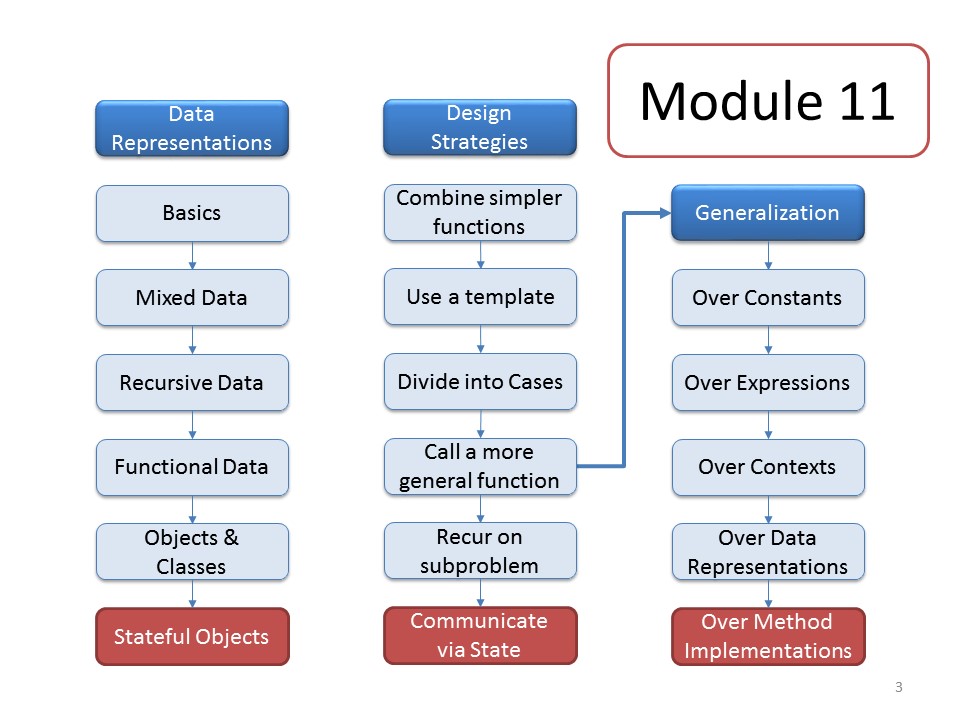 Module 11
Data
Representations
Basics
Mixed Data
Recursive Data
Functional Data
Objects &
Classes
Stateful Objects
Design
Strategies
Combine simpler
functions
Use a template
Divide into Cases
Call a more
general function
Recur on
subproblem
Communicate
via State
Generalization
Over Constants
Over Expressions
Over Contexts
Over Data
Representations
Over Method
Implementations
3